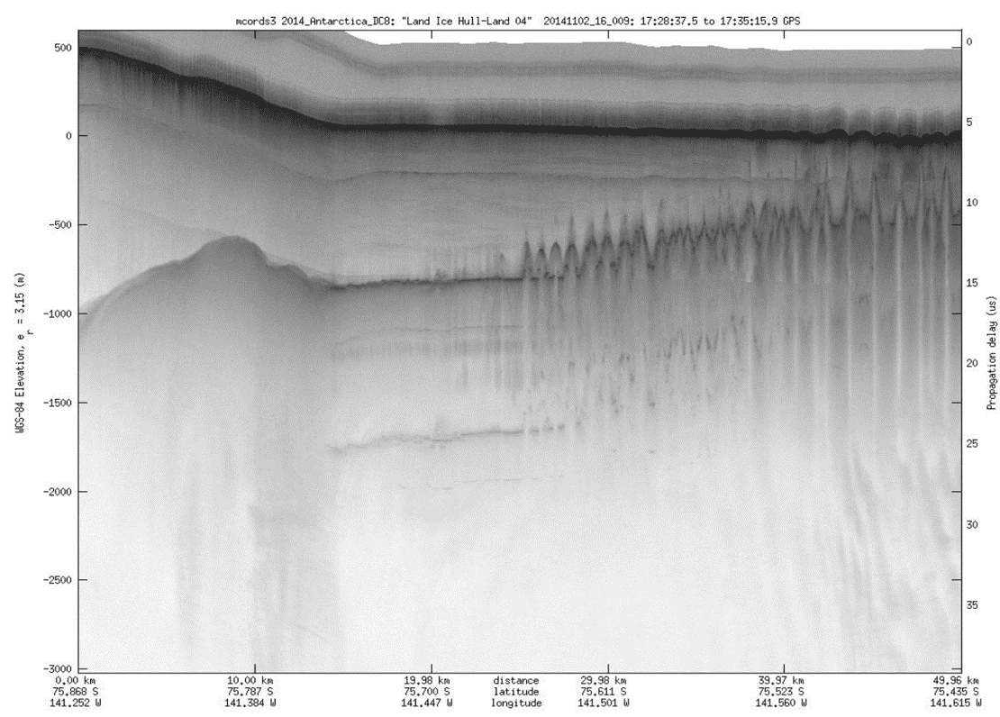 mcords3 2014_Antarctica_DC8: "Land Ice Hull-Land 04" 20141102_16_009: 17:28:37.5 to 17:35:15.9 GPS
500
0
-500
-1000
-1500
-2000
-2500
-3000
WGS-84 Elevation, e r = 3.15 (m)
0
5
10
15
20
25
30
35
Propagation delay (us)
0.00 km 10.00 km 19.98 km distance 29.98 km 39.97 km 49.96 km
75.868 S 75.787 S 75.700 S latitude 75.611 S 75.523 S 75.435 S
141.252 W 141.384 W 141.447 W longitude 141.501 W 141.560 W 141.615 W